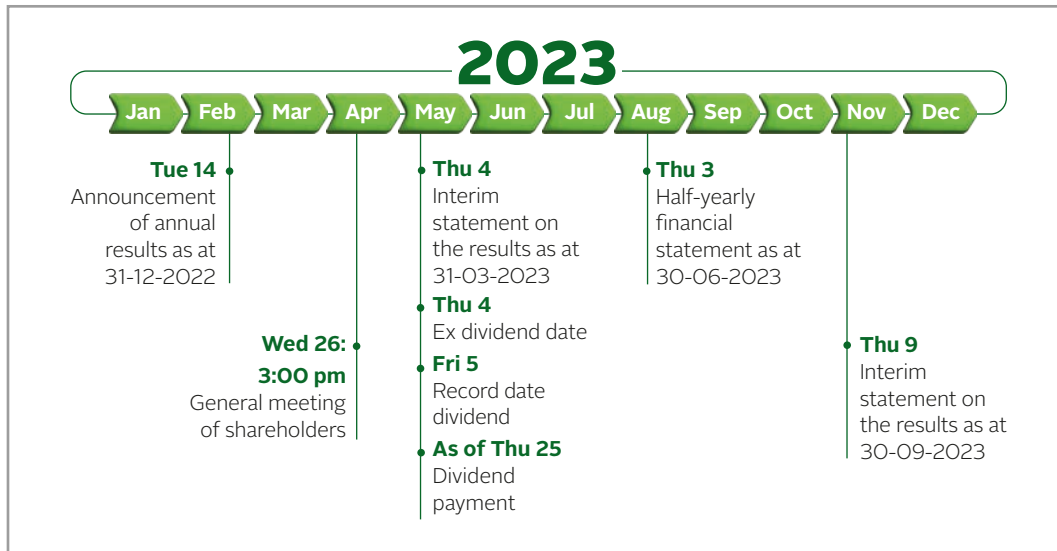 2023
Jan Feb Mar Apr May Jun Jul Aug Sep Oct Nov Dec
Tue 14
Announcement
of annual
results as at
31-12-2022
Wed 26:
3:00 pm
General meeting
of shareholders
Thu 4
Interim
statement on
the results as at
31-03-2023
Thu 4
Ex dividend date
Fri 5
Record date
dividend
As of Thu 25
Dividend
payment
Thu 3
Half-yearly
financial
statement as at
30-06-2023
Thu 9
Interim
statement on
the results as at
30-09-2023